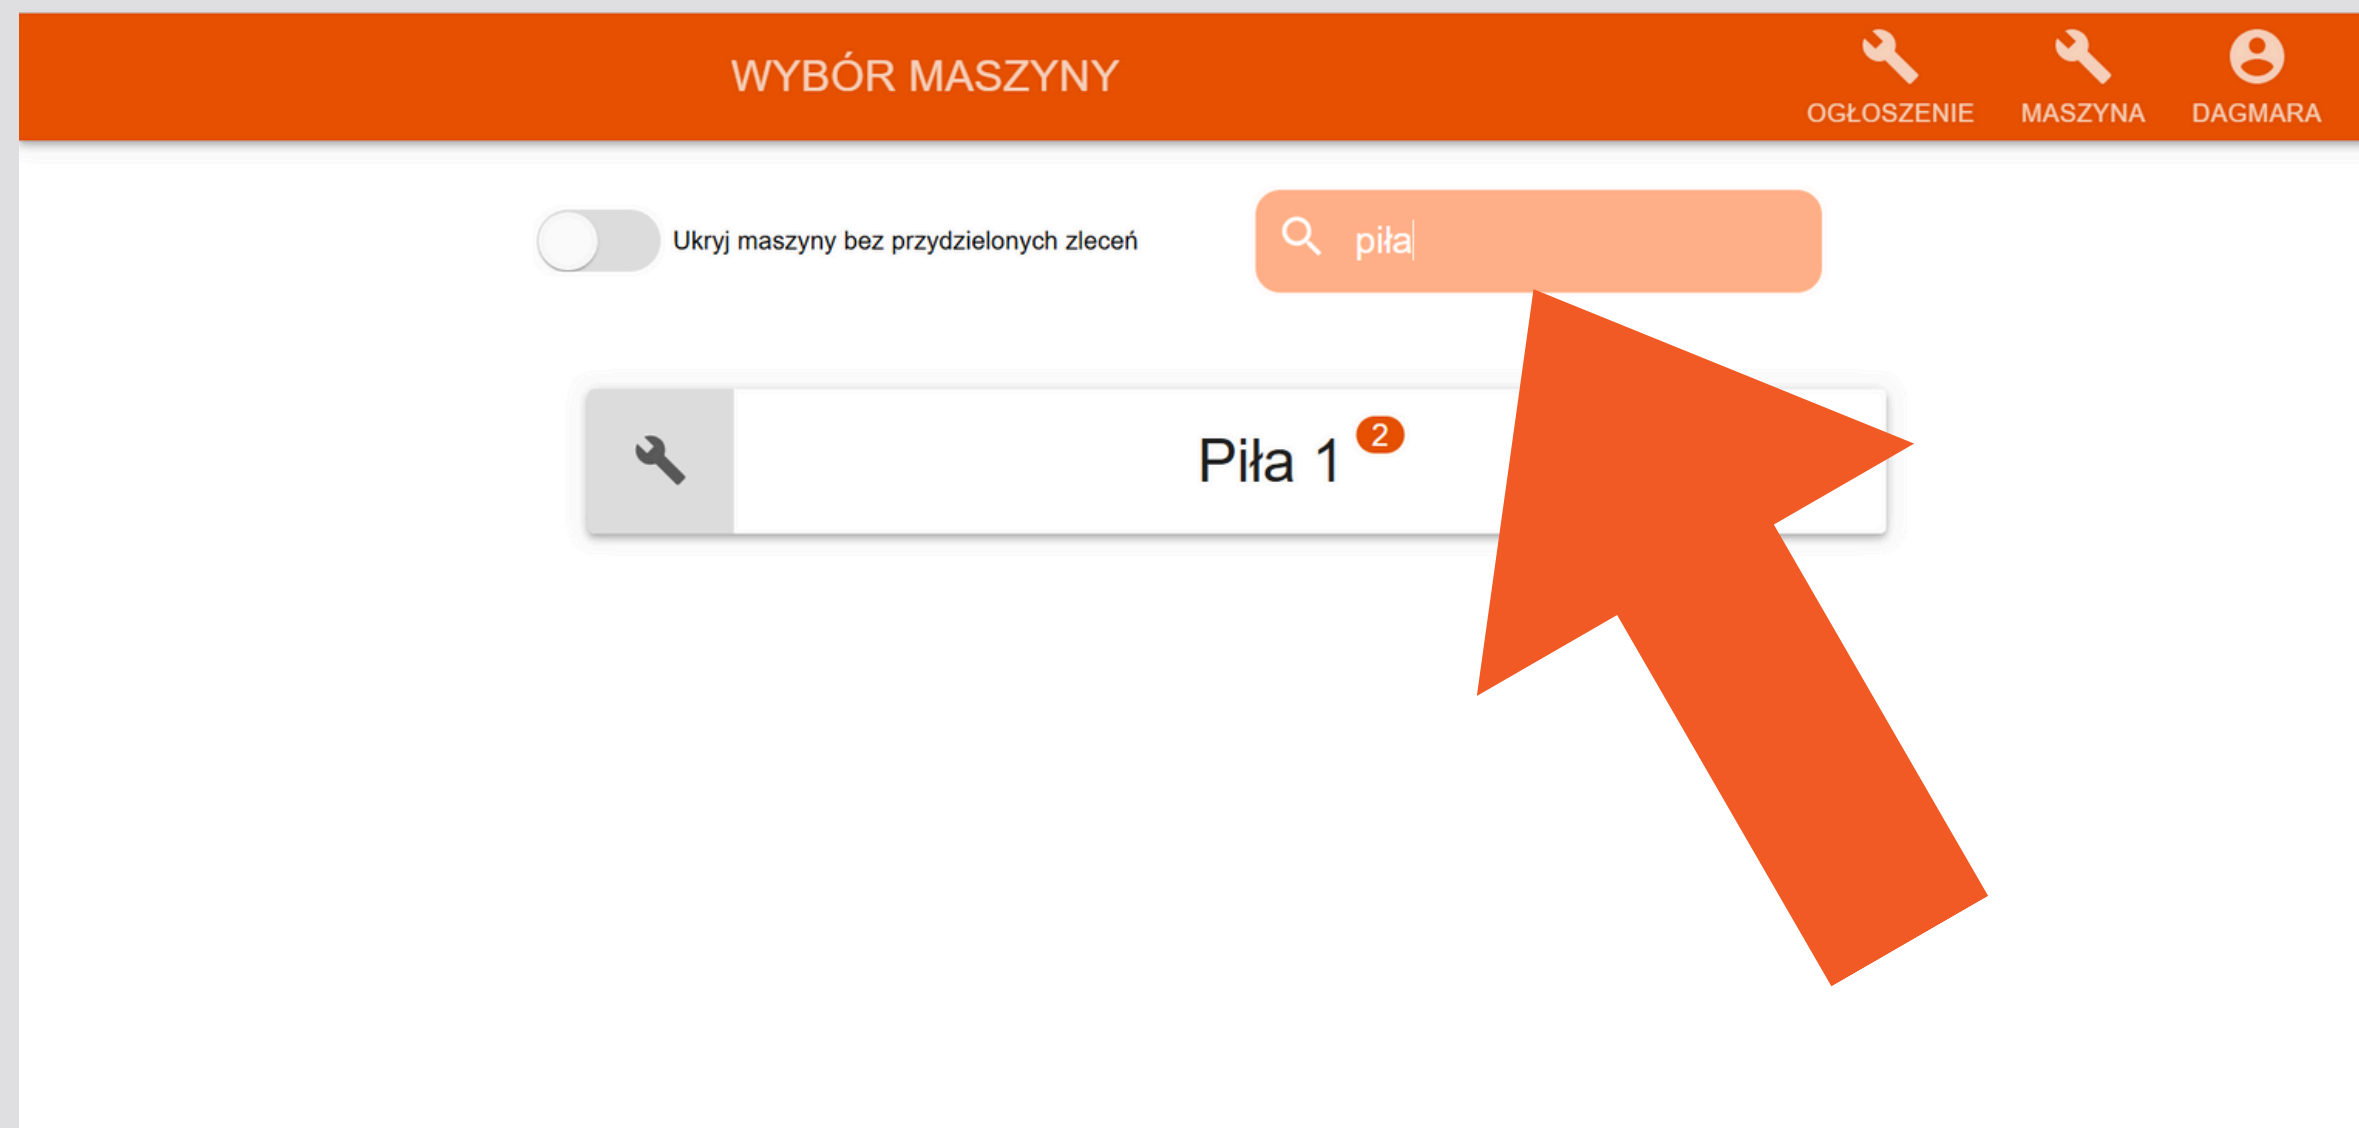 WYBÓR MASZYNY
OGŁOSZENIE MASZYNA DAGMARA
Ukryj maszyny bez przydzielonych zleceń
piła
Piła 1 2